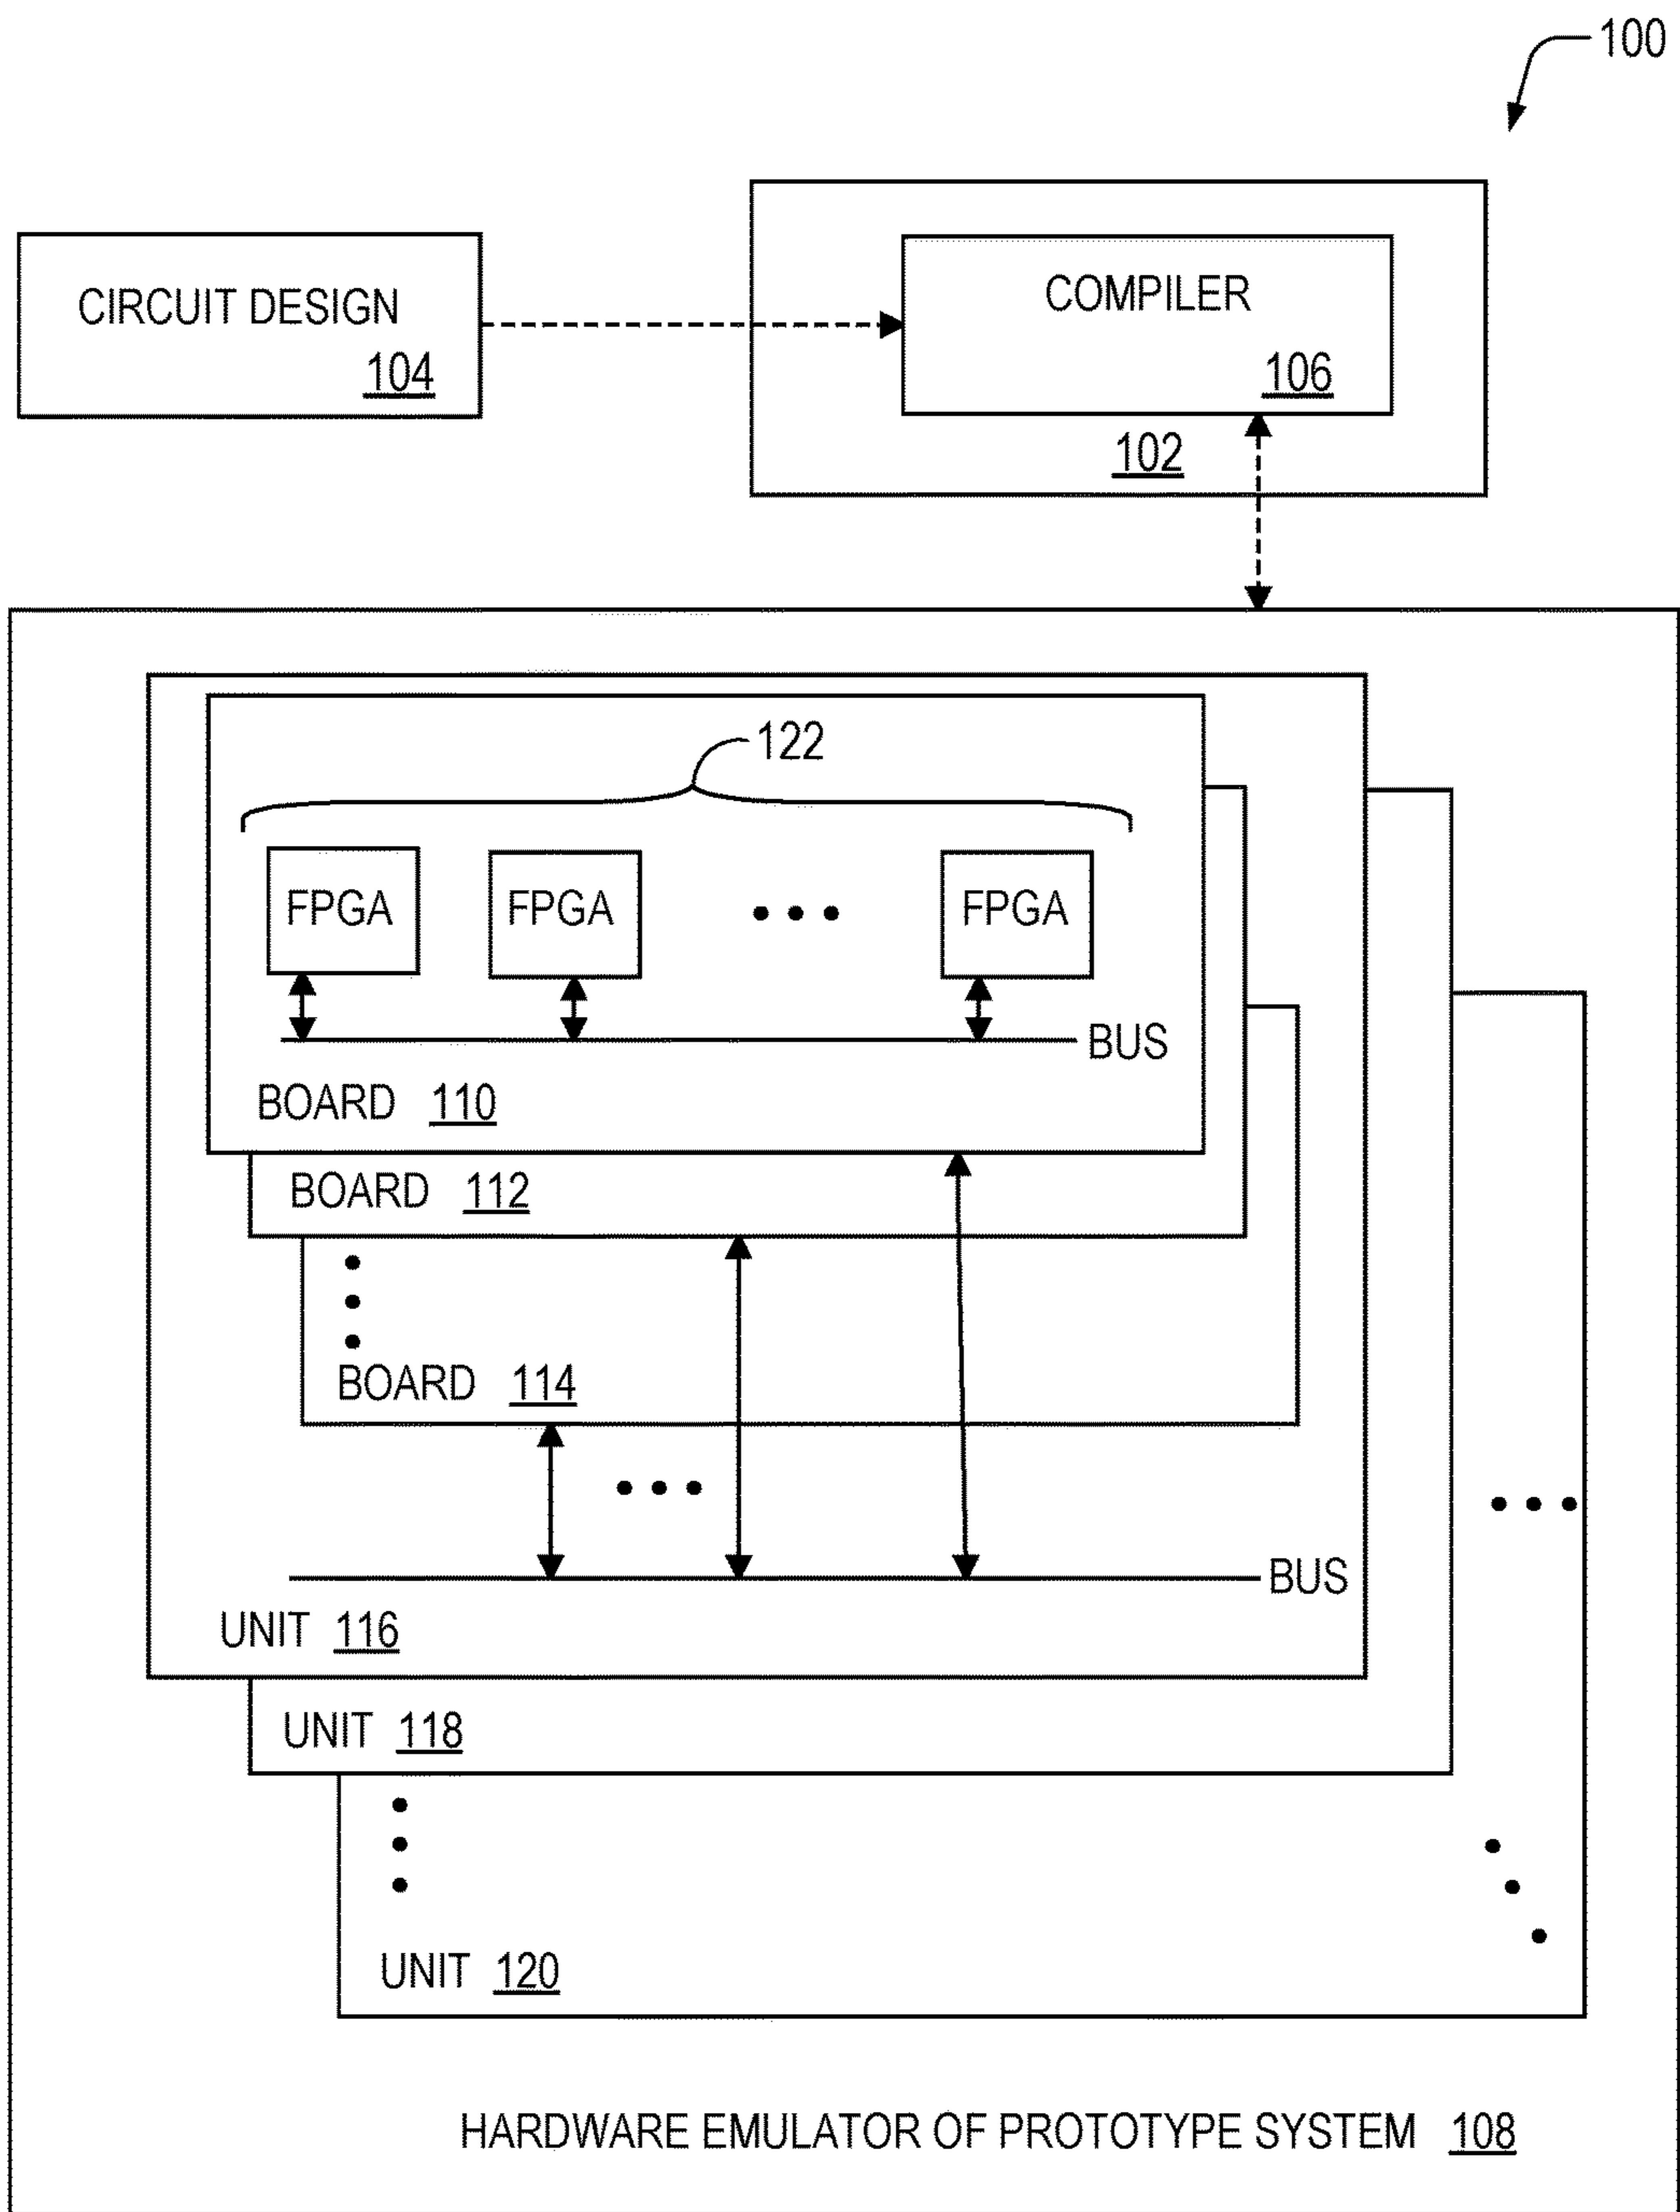 100
CIRCUIT DESIGN
104
COMPILER
106
102
122
FPGA FPGA FPGA
BUS
BOARD 110
BOARD 112
BOARD 114
BUS
UNIT 116
UNIT 118
UNIT 120
HARDWARE EMULATOR OF PROTOTYPE SYSTEM 108